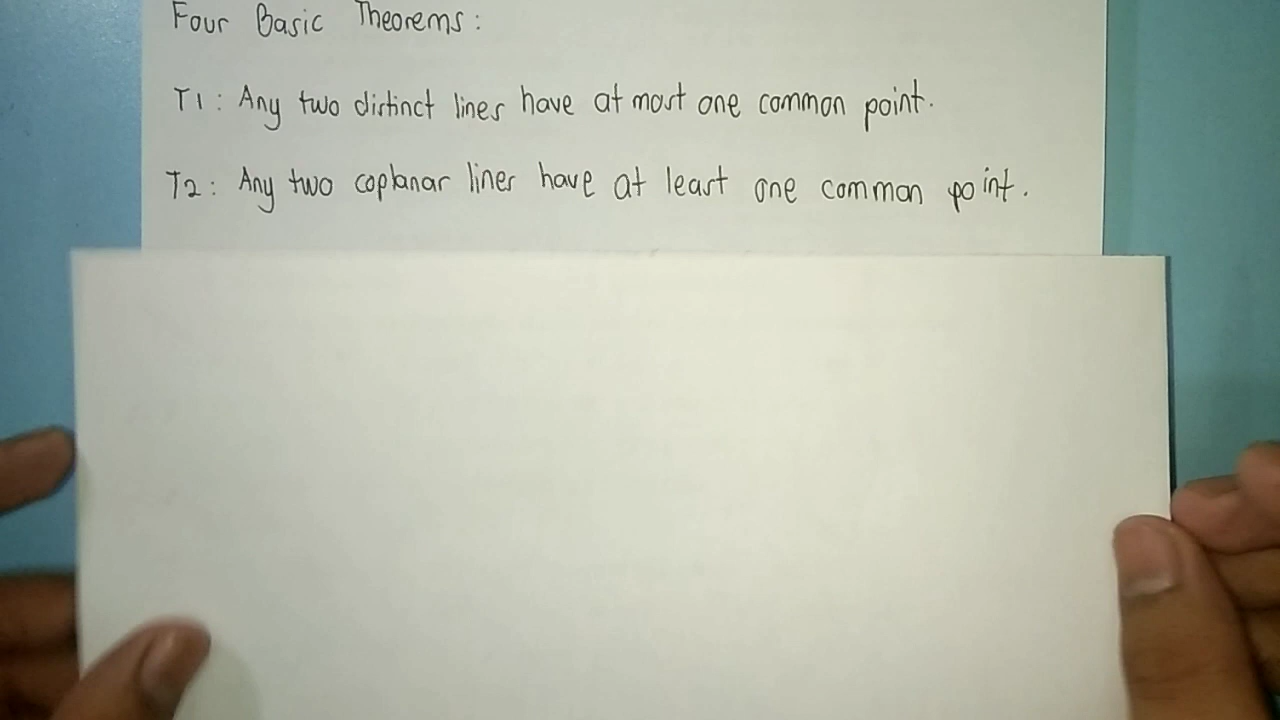 Four Basic Theorems:
T1: Any two distinct lines have at most one common point.
T2: Any two coplanar lines have at least one common point.